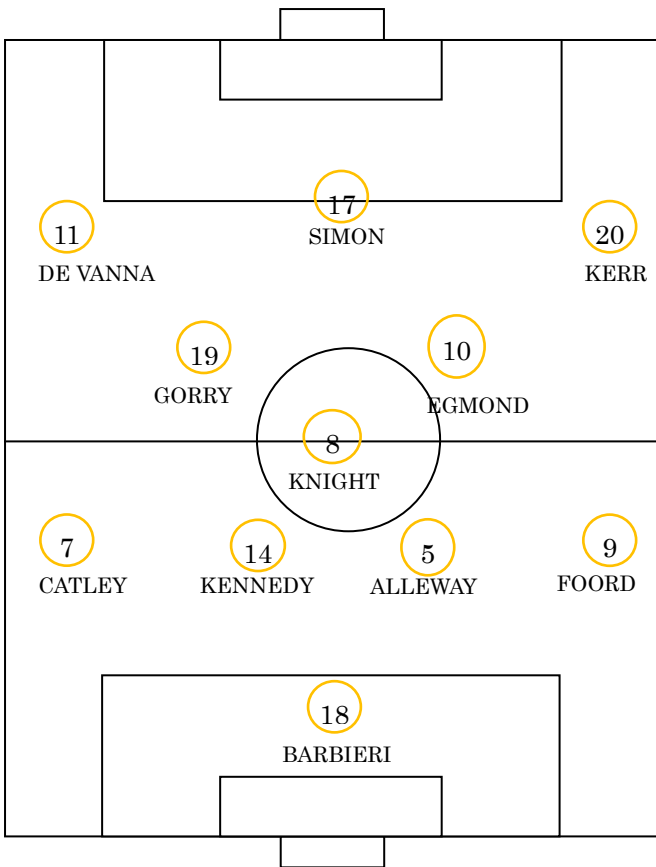 17
SIMON
11
DE VANNA
20
KERR
19
GORRY
10
EGMOND
8
KNIGHT
7
CATLEY
14
KENNEDY
5
ALLEWAY
9
FOORD
18
BARBIERI